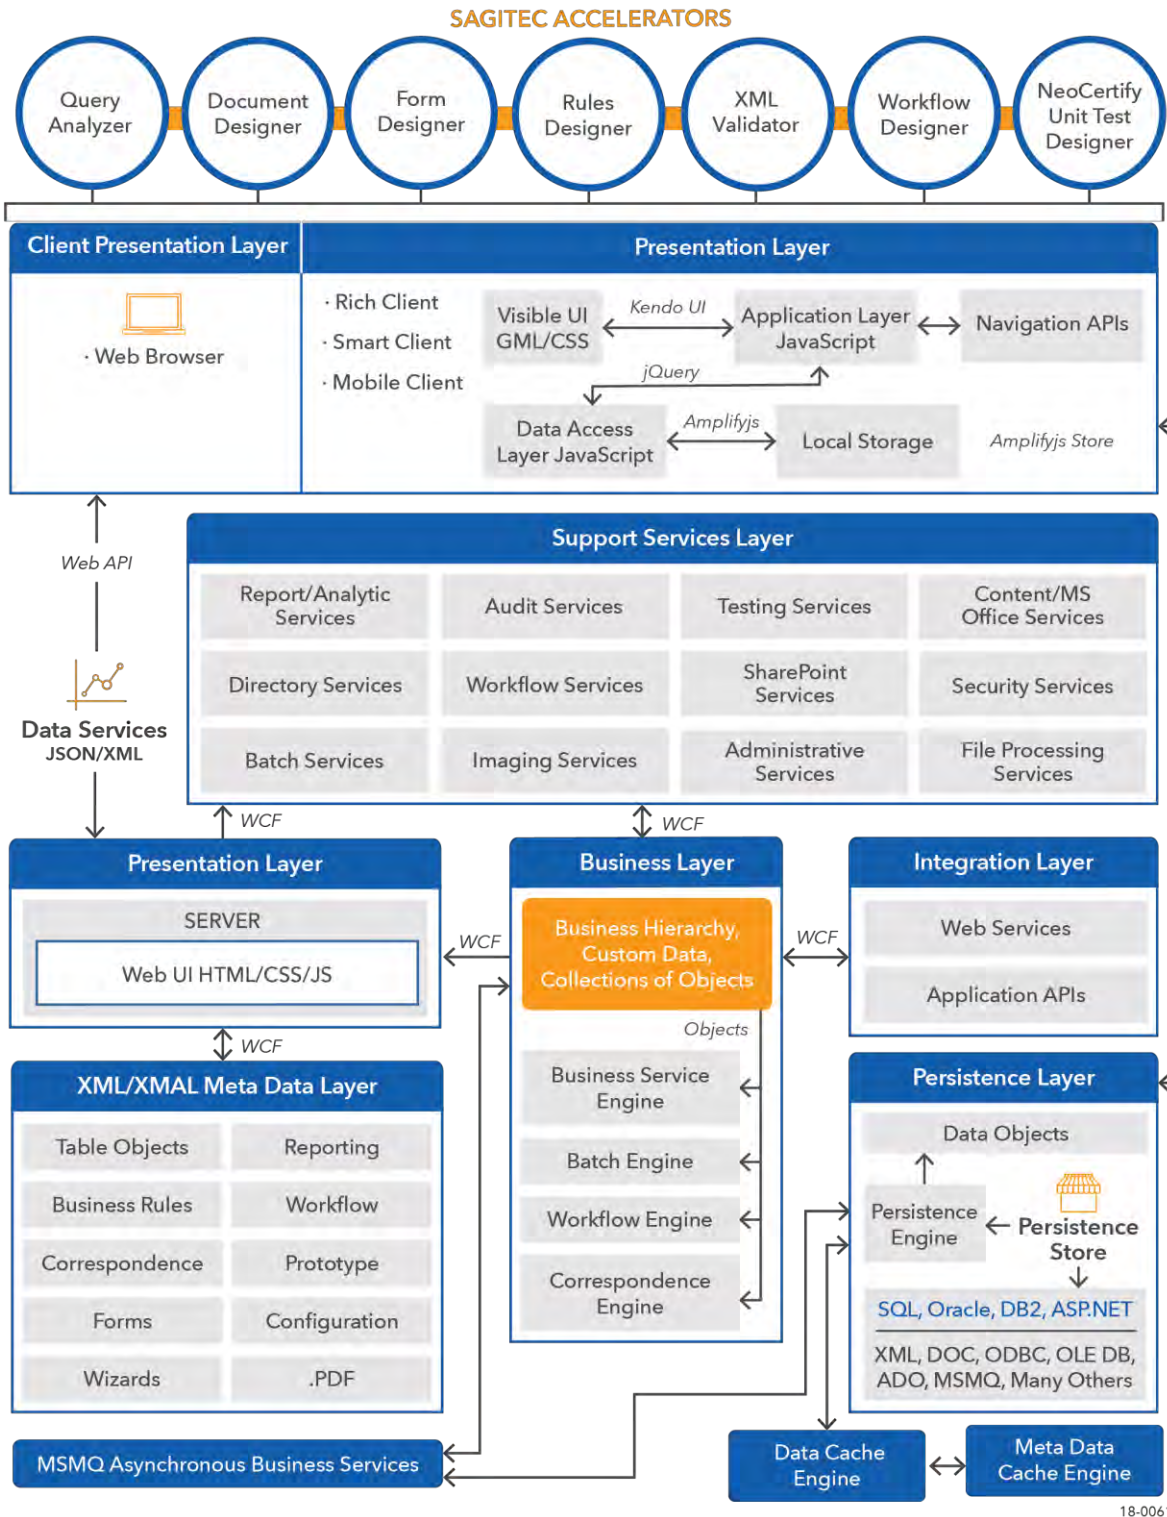 SAGITEC ACCELERATORS
Query
Analyzer
Document
Designer
Form
Designer
Rules
Designer
XML
Validator
Workflow
Designer
NeoCertify
Unit Test
Designer
Client Presentation Layer
Presentation Layer
· Web Browser
· Rich Client
· Smart Client
· Mobile Client
Visible UI
GML/CSS
Kendo UI
Application Layer
JavaScript
Navigation APIs
jQuery
Data Access
Layer JavaScript
Amplifyjs
Local Storage
Amplifyjs Store
Web API
Data Services
JSON/XML
Support Services Layer
Report/Analytic
Services
Audit Services
Testing Services
Content/MS
Office Services
Directory Services
Workflow Services
SharePoint
Services
Security Services
Batch Services
Imaging Services
Administrative
Services
File Processing
Services
WCF
WCF
Presentation Layer
SERVER
Web UI HTML/CSS/JS
WCF
Business Layer
Business Hierarchy,
Custom Data,
Collections of Objects
Objects
Business Service
Engine
Batch Engine
Workflow Engine
Correspondence
Engine
WCF
Integration Layer
Web Services
Application APIs
WCF
XML/XMAL Meta Data Layer
Table Objects
Reporting
Business Rules
Workflow
Correspondence
Prototype
Forms
Configuration
Wizards
.PDF
Persistence Layer
Data Objects
Persistence
Engine
Persistence
Store
SQL, Oracle, DB2, ASP.NET
XML, DOC, ODBC, OLE DB,
ADO, MSMQ, Many Others
MSMQ Asynchronous Business Services
Data Cache
Engine
Meta Data
Cache Engine
18-0061